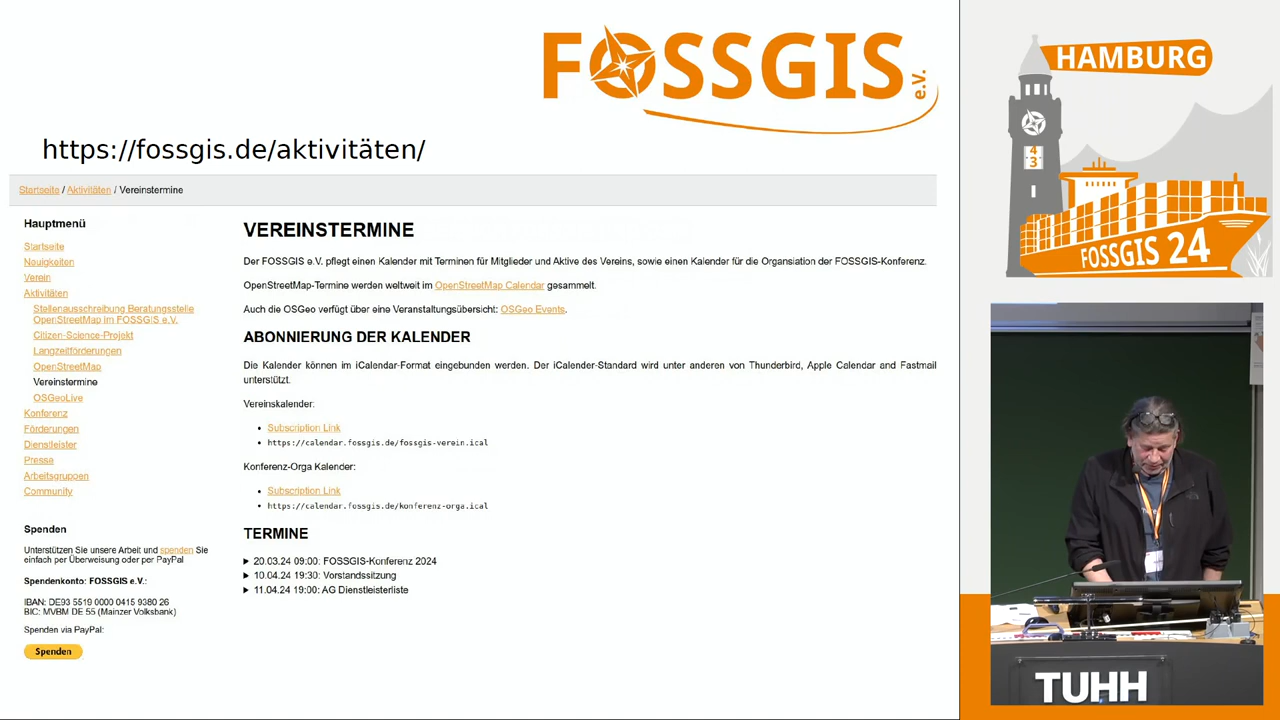 FOSSGIS e.V.
https://fossgis.de/aktivitäten/
Startseite / Aktivitäten / Vereinstermine
Hauptmenü
Startseite
Neuigkeiten
Verein
Aktivitäten
Stellenausschreibung Beratungsstelle
OpenStreetMap im FOSSGIS e.V.
Citizen-Science-Projekt
Langzeitförderungen
OpenStreetMap
Vereinstermine
OSGeoLive
Konferenz
Förderungen
Dienstleister
Presse
Arbeitsgruppen
Community
Spenden
Unterstützen Sie unsere Arbeit und spenden Sie
einfach per Überweisung oder per PayPal
Spendenkonto: FOSSGIS e.V.:
IBAN: DE93 5519 0000 0415 9380 26
BIC: MVBM DE 55 (Mainzer Volksbank)
Spenden via PayPal:
Spenden
VEREINSTERMINE
Der FOSSGIS e.V. pflegt einen Kalender mit Terminen für Mitglieder und Aktive des Vereins, sowie einen Kalender für die Organsiation der FOSSGIS-Konferenz.
OpenStreetMap-Termine werden weltweit im OpenStreetMap Calendar gesammelt.
Auch die OSGeo verfügt über eine Veranstaltungsübersicht: OSGeo Events.
ABONNIERUNG DER KALENDER
Die Kalender können im iCalendar-Format eingebunden werden. Der iCalender-Standard wird unter anderen von Thunderbird, Apple Calendar and Fastmail
unterstützt.
Vereinskalender:
• Subscription Link
• https://calendar.fossgis.de/fossgis-verein.ical
Konferenz-Orga Kalender:
• Subscription Link
• https://calendar.fossgis.de/konferenz-orga.ical
TERMINE
20.03.24 09:00: FOSSGIS-Konferenz 2024
10.04.24 19:30: Vorstandssitzung
11.04.24 19:00: AG Dienstleisterliste
HAMBURG
4
3
FOSSGIS 24
TUHH